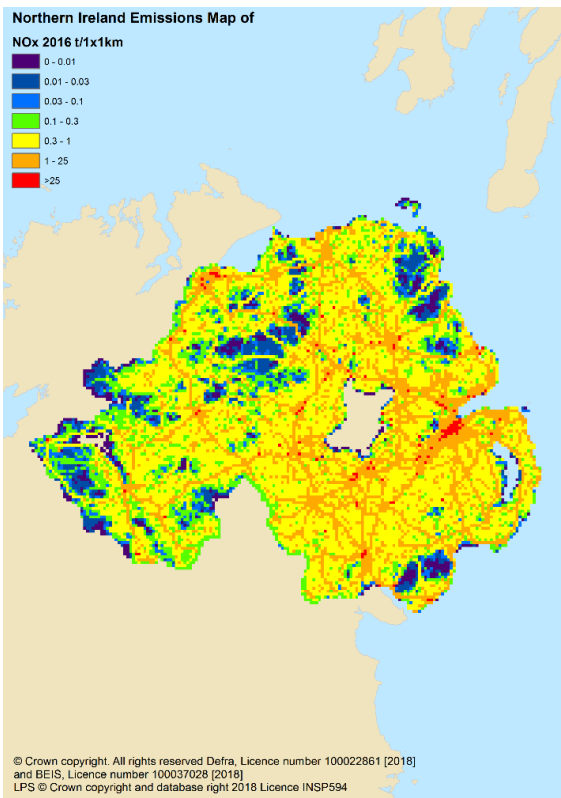 Northern Ireland Emissions Map of
NOx 2016 t/1x1km
0 - 0.01
0.01 - 0.03
0.03 - 0.1
0.1 - 0.3
0.3 - 1
1 - 25
>25
© Crown copyright. All rights reserved Defra, Licence number 100022861 [2018]
and BEIS, Licence number 100037028 [2018]
LPS © Crown copyright and database right 2018 Licence INSP594